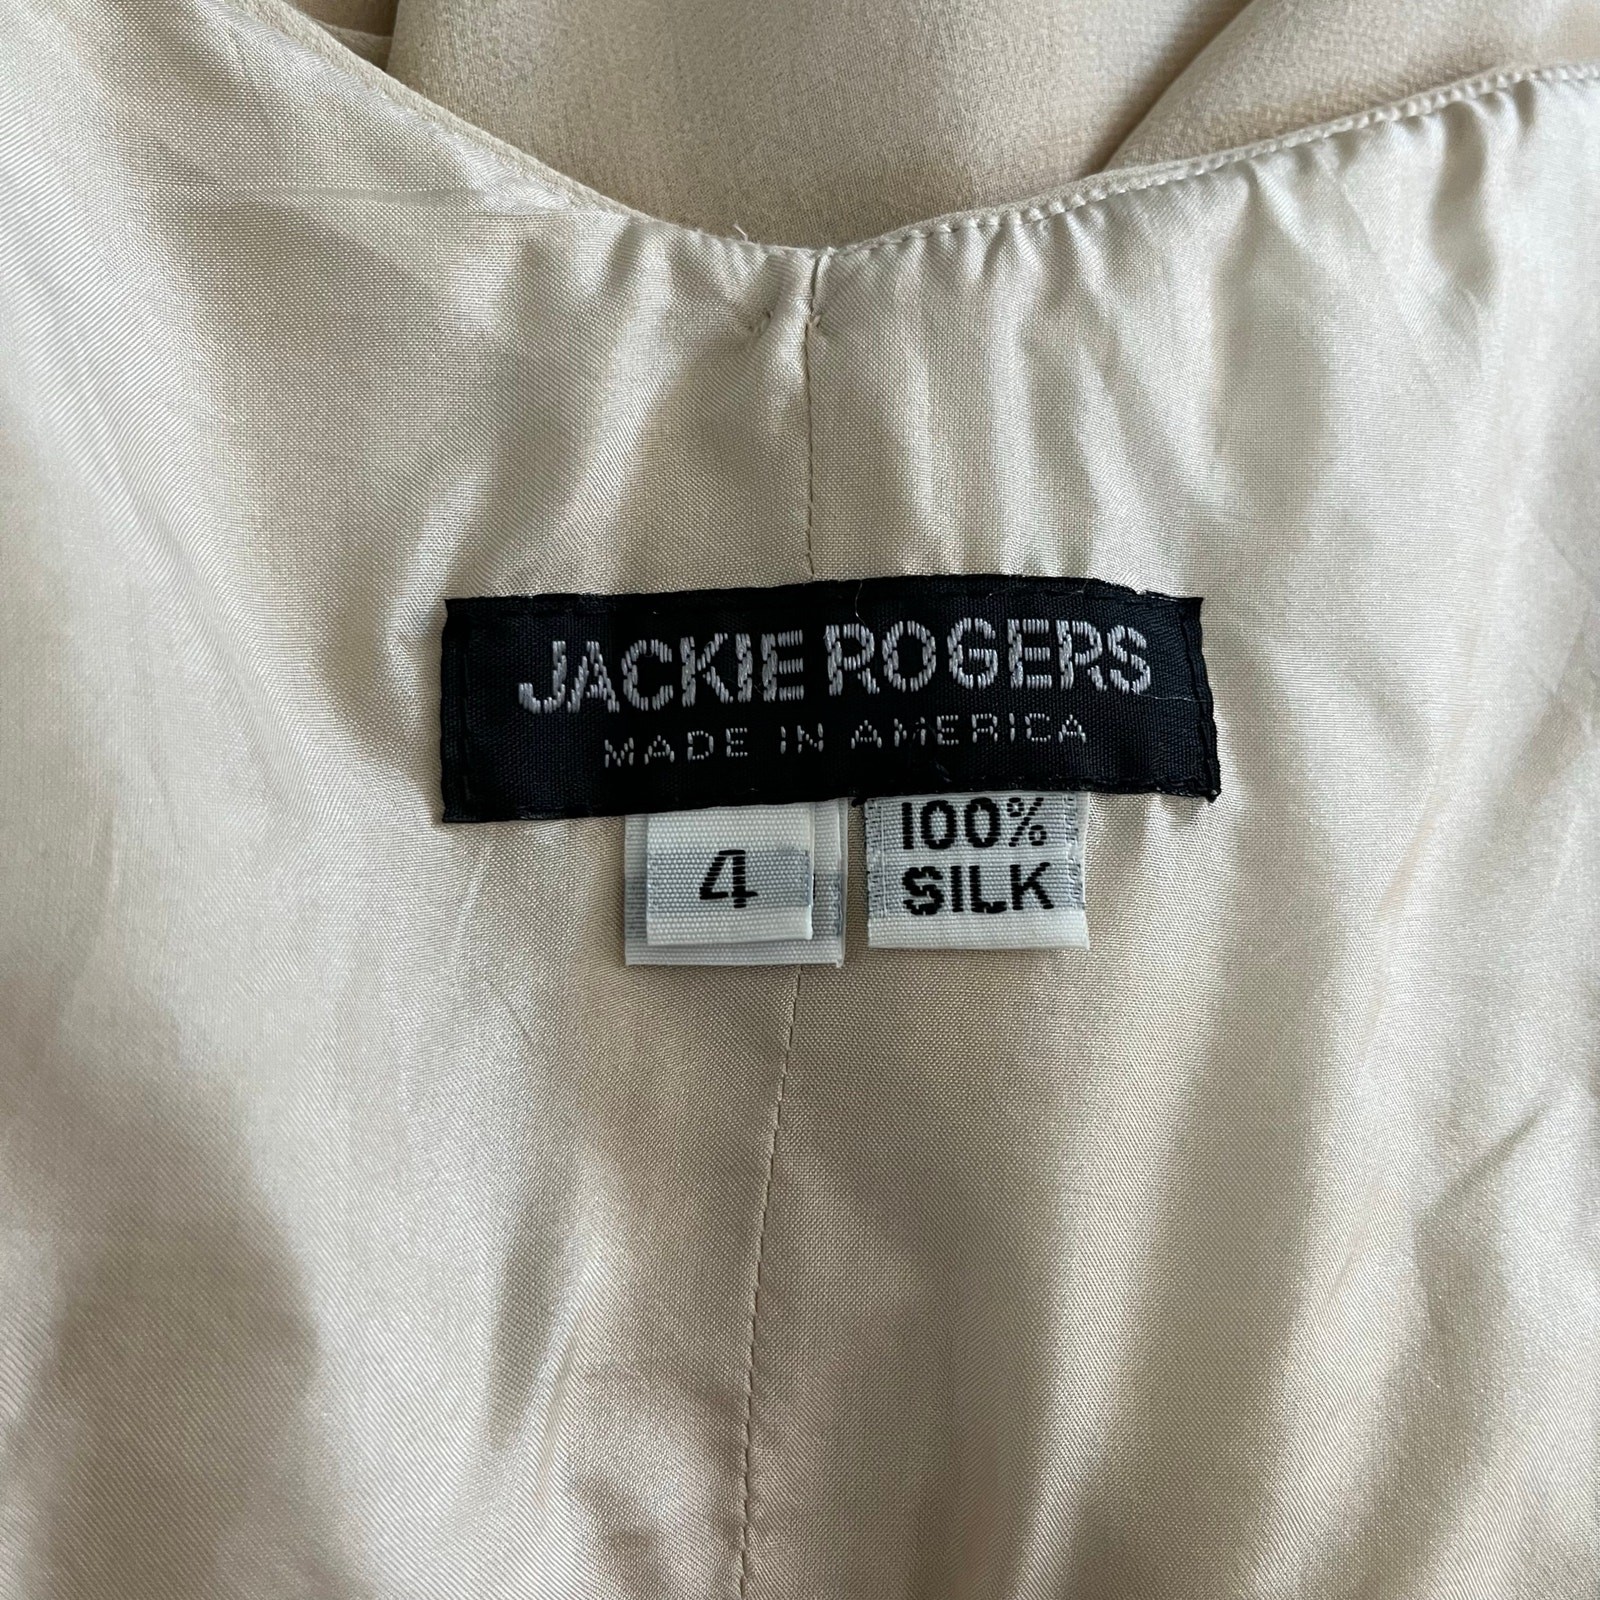 JACKIE ROGERS
MADE IN AMERICA
4
100%
SILK